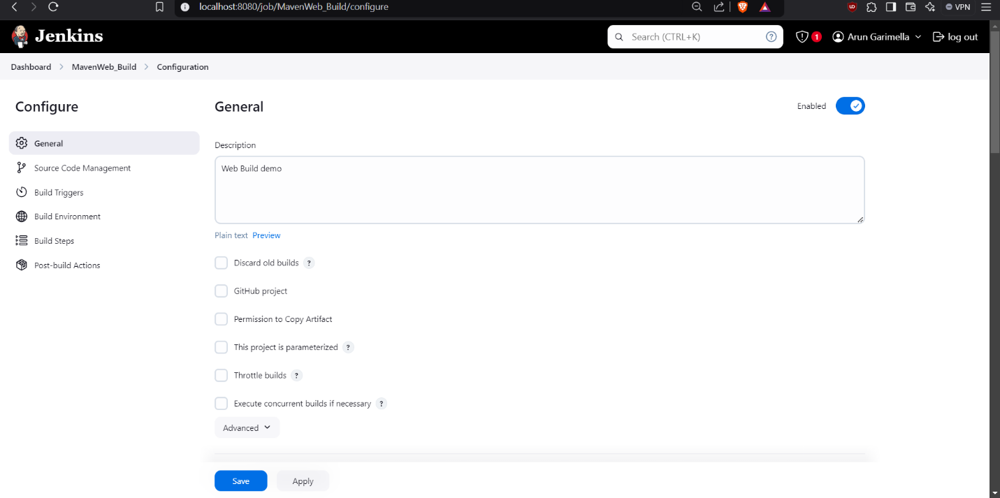 localhost:8080/job/MavenWeb_Build/configure
VPN
Jenkins
Search (CTRL+K)
?
1
Arun Garimella
log out
Dashboard > MavenWeb_Build > Configuration
Configure
General
Source Code Management
Build Triggers
Build Environment
Build Steps
Post-build Actions
General
Enabled
Description
Web Build demo
Plain text Preview
Discard old builds ?
GitHub project
Permission to Copy Artifact
This project is parameterized ?
Throttle builds ?
Execute concurrent builds if necessary ?
Advanced
Save
Apply